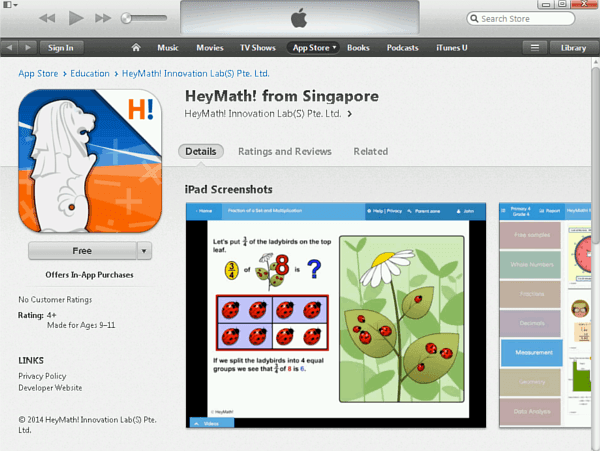 Search Store
Sign In
Music
Movies
TV Shows
App Store
Books
Podcasts
iTunes U
Library
App Store > Education > HeyMath! Innovation Lab(S) Pte. Ltd.
H!
HeyMath! from Singapore
HeyMath! Innovation Lab(S) Pte. Ltd. >
Details
Ratings and Reviews
Related
Free
Offers In-App Purchases
No Customer Ratings
Rating: 4+
Made for Ages 9–11
LINKS
Privacy Policy
Developer Website
© 2014 HeyMath! Innovation Lab(S) Pte.
Ltd.
iPad Screenshots
Home
Fraction of a Set and Multiplication
Help | Privacy
Parent zone
John
Let's put 3/4 of the ladybirds on the top
leaf.
3/4 of 8 is ?
If we split the ladybirds into 4 equal
groups we see that 3/4 of 8 is 6.
© HeyMath!
Videos
Primary 4
Grade 4
Report
Free samples
Whole Numbers
Fractions
Decimals
Measurement
Geometry
Data Analysis